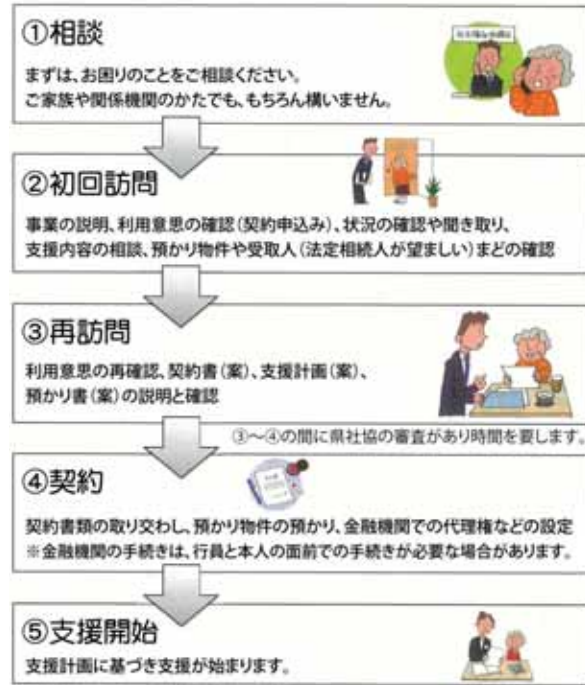 ①相談
まずは、お困りのことをご相談ください。
ご家族や関係機関のかたでも、もちろん構いません。
②初回訪問
事業の説明、利用意思の確認(契約申込み)、状況の確認や聞き取り、
支援内容の相談、預かり物件や受取人(法定相続人が望ましい)まどの確認
③再訪問
利用意思の再確認、契約書(案)、支援計画(案)、
預かり書(案)の説明と確認
③〜④の間に県社協の審査があり時間を要します。
④契約
契約書類の取り交わし、預かり物件の預かり、金融機関での代理権などの設定
※金融機関の手続きは、行員と本人の面前での手続きが必要な場合があります。
⑤支援開始
支援計画に基づき支援が始まります。